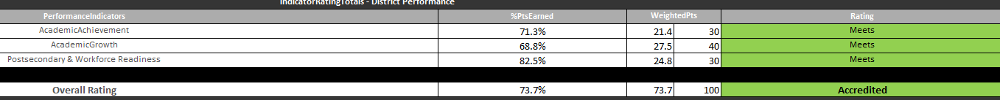 IndicatorRatingTotals - District Performance
PerformanceIndicators %PtsEarned WeightedPts Rating
AcademicAchievement 71.3% 21.4 30 Meets
AcademicGrowth 68.8% 27.5 40 Meets
Postsecondary & Workforce Readiness 82.5% 24.8 30 Meets
Overall Rating 73.7% 73.7 100 Accredited